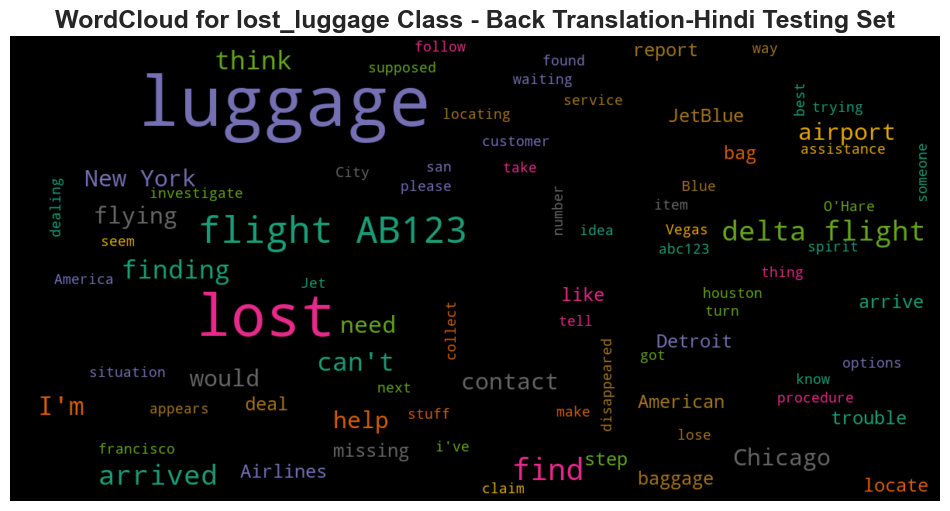 WordCloud for lost_luggage Class - Back Translation-Hindi Testing Set
follow
report
way
think
supposed
found
waiting
luggage
service
best
trying
locating
JetBlue
airport
customer
assistance
bag
someone
City
san
take
New York
please
dealing
investigate
number
Blue
item
O'Hare
flying
flight AB123
idea
Vegas
delta flight
seem
abc123
spirit
finding
America
Jet
thing
like
houston
arrive
lost
need
collect
tell
turn
Detroit
can't
disappeared
got
options
situation
would
next
contact
know
procedure
I'm
appears
deal
help
stuff
make
American
trouble
lose
francisco
missing
i've
step
Chicago
arrived
Airlines
find
baggage
claim
locate